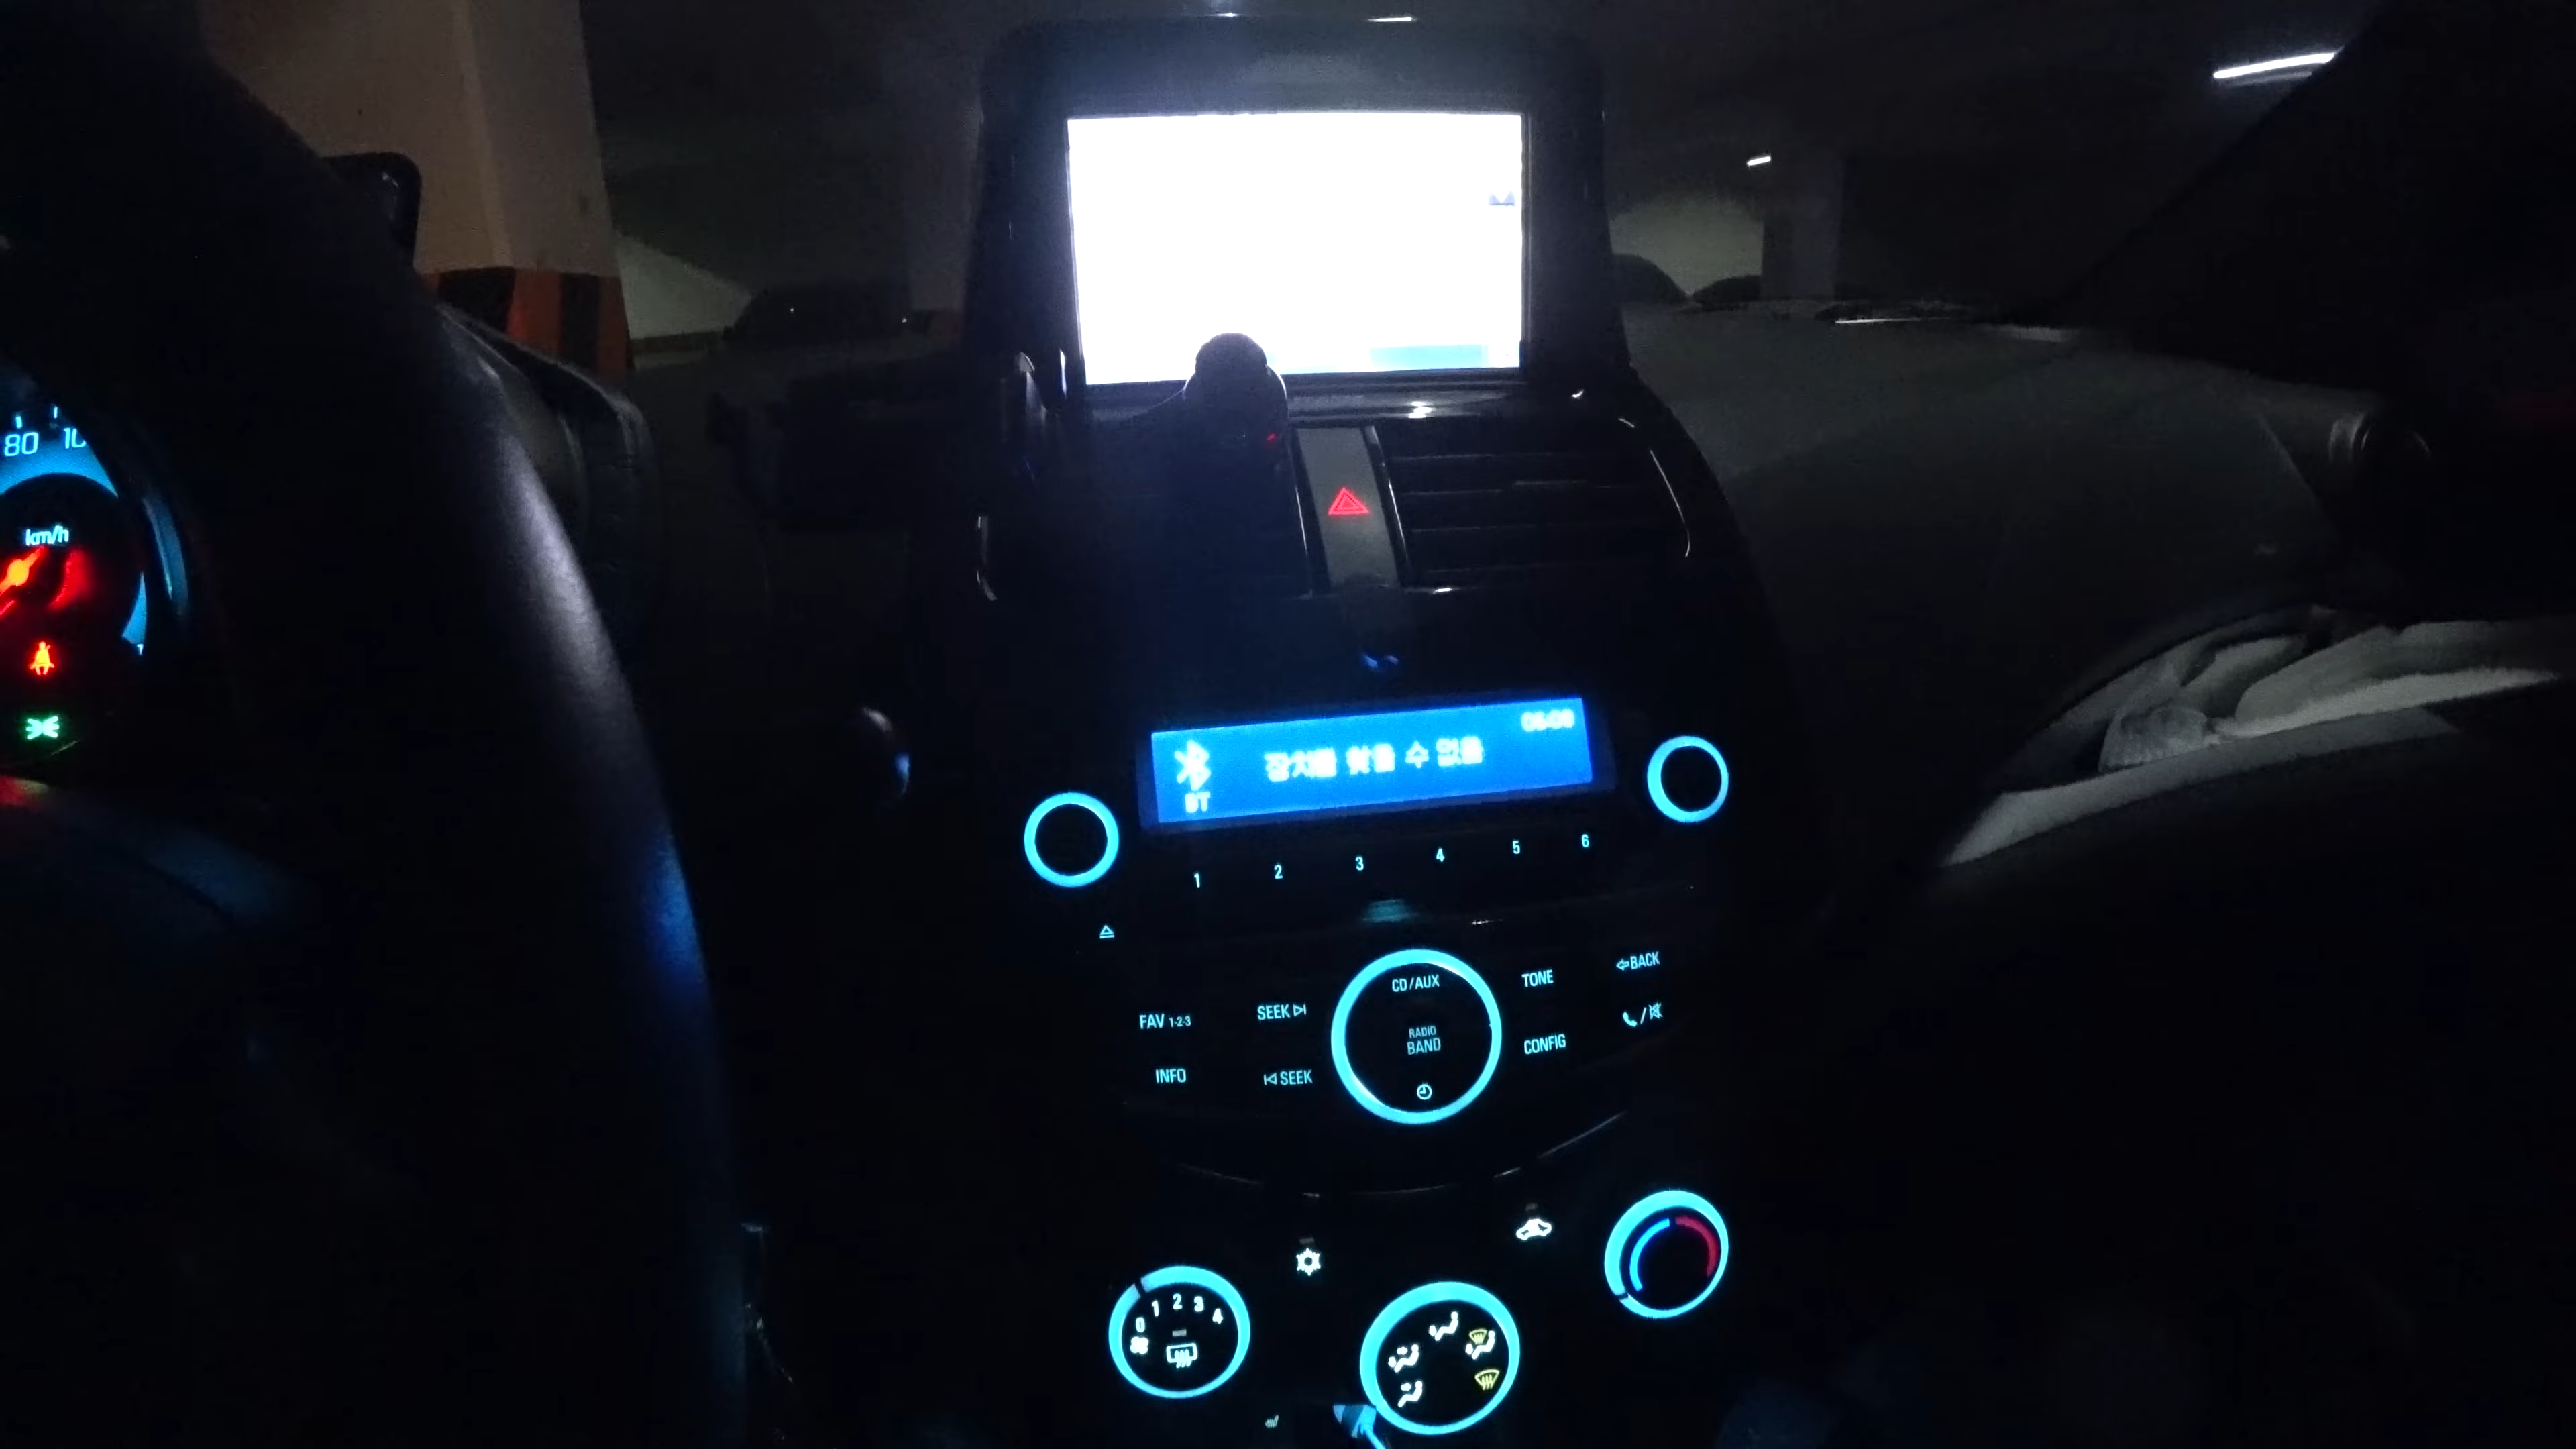 80
km/h
장치를 찾을 수 없음
BT
1 2 3 4 5 6
CD/AUX
TONE
BACK
FAV 1-2-3
SEEK
RADIO
BAND
CONFIG
INFO
SEEK
0 1 2 3 4